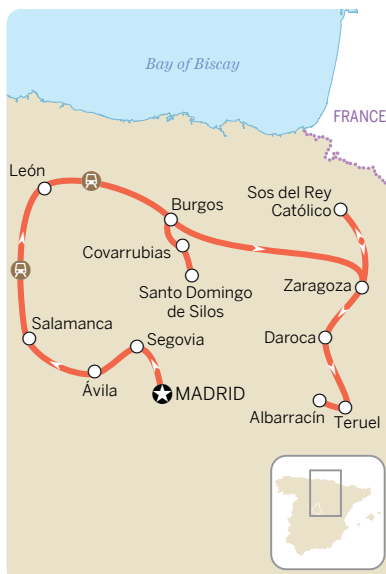 Bay of Biscay
FRANCE
León
Burgos
Sos del Rey
Católico
Covarrubias
Santo Domingo
de Silos
Zaragoza
Salamanca
Segovia
Daroca
Ávila
MADRID
Albarracín
Teruel